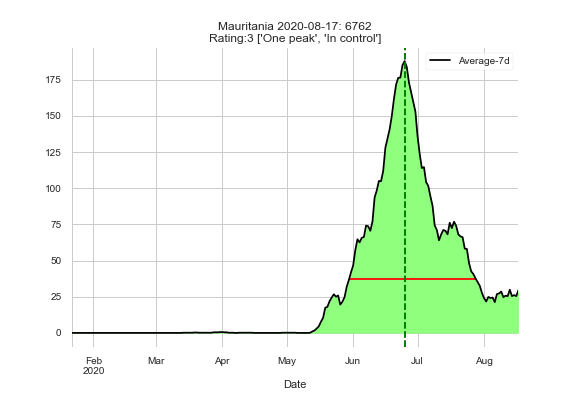 Mauritania 2020-08-17: 6762
Rating:3 ['One peak', 'In control']
Average-7d
175
150
125
100
75
50
25
0
Feb Mar Apr May Jun Jul Aug
2020
Date